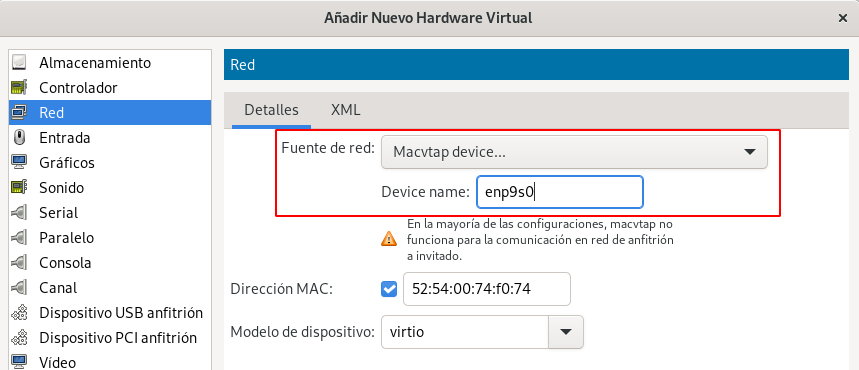 Añadir Nuevo Hardware Virtual
Almacenamiento
Controlador
Red
Entrada
Gráficos
Sonido
Serial
Paralelo
Consola
Canal
Dispositivo USB anfitrión
Dispositivo PCI anfitrión
Vídeo
Red
Detalles XML
Fuente de red: Macvtap device...
Device name: enp9s0
En la mayoría de las configuraciones, macvtap no
funciona para la comunicación en red de anfitrión
a invitado.
Dirección MAC: 52:54:00:74:f0:74
Modelo de dispositivo: virtio